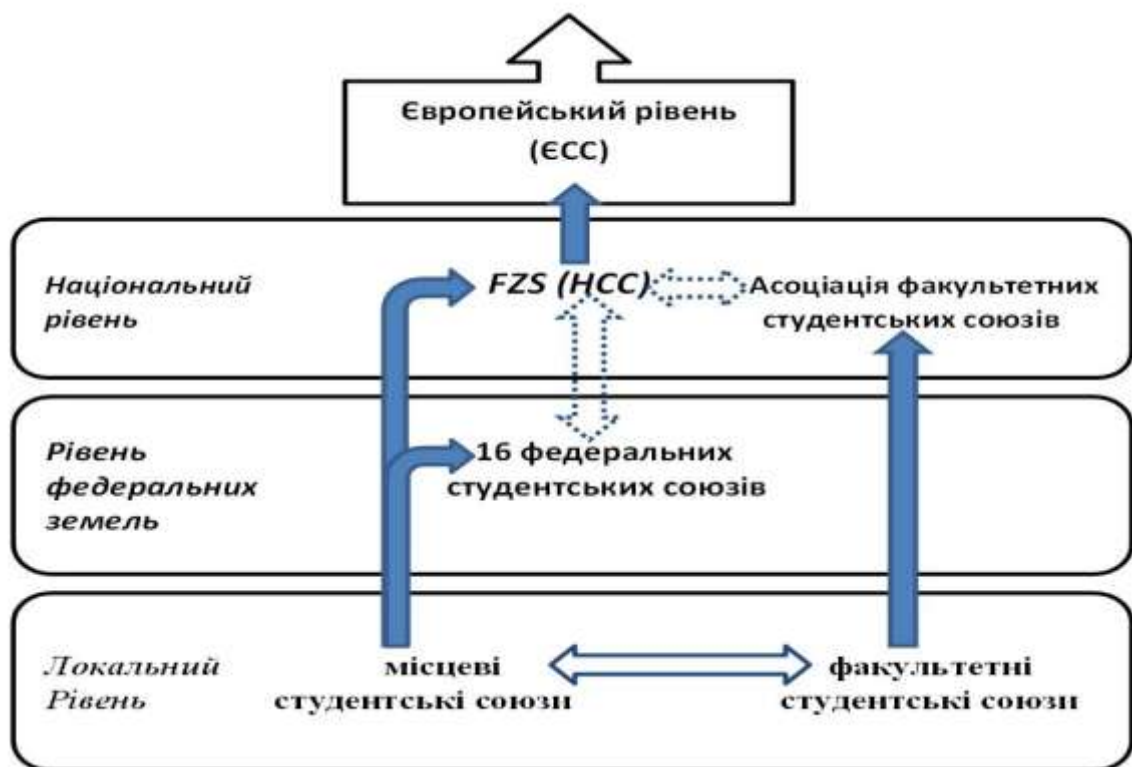 Європейський рівень
(ЄСС)
Національний
рівень
FZS (НСС)
Асоціація факультетних
студентських союзів
Рівень
федеральних
земель
16 федеральних
студентських союзів
Локальний
Рівень
місцеві
студентські союзи
факультетні
студентські союзи